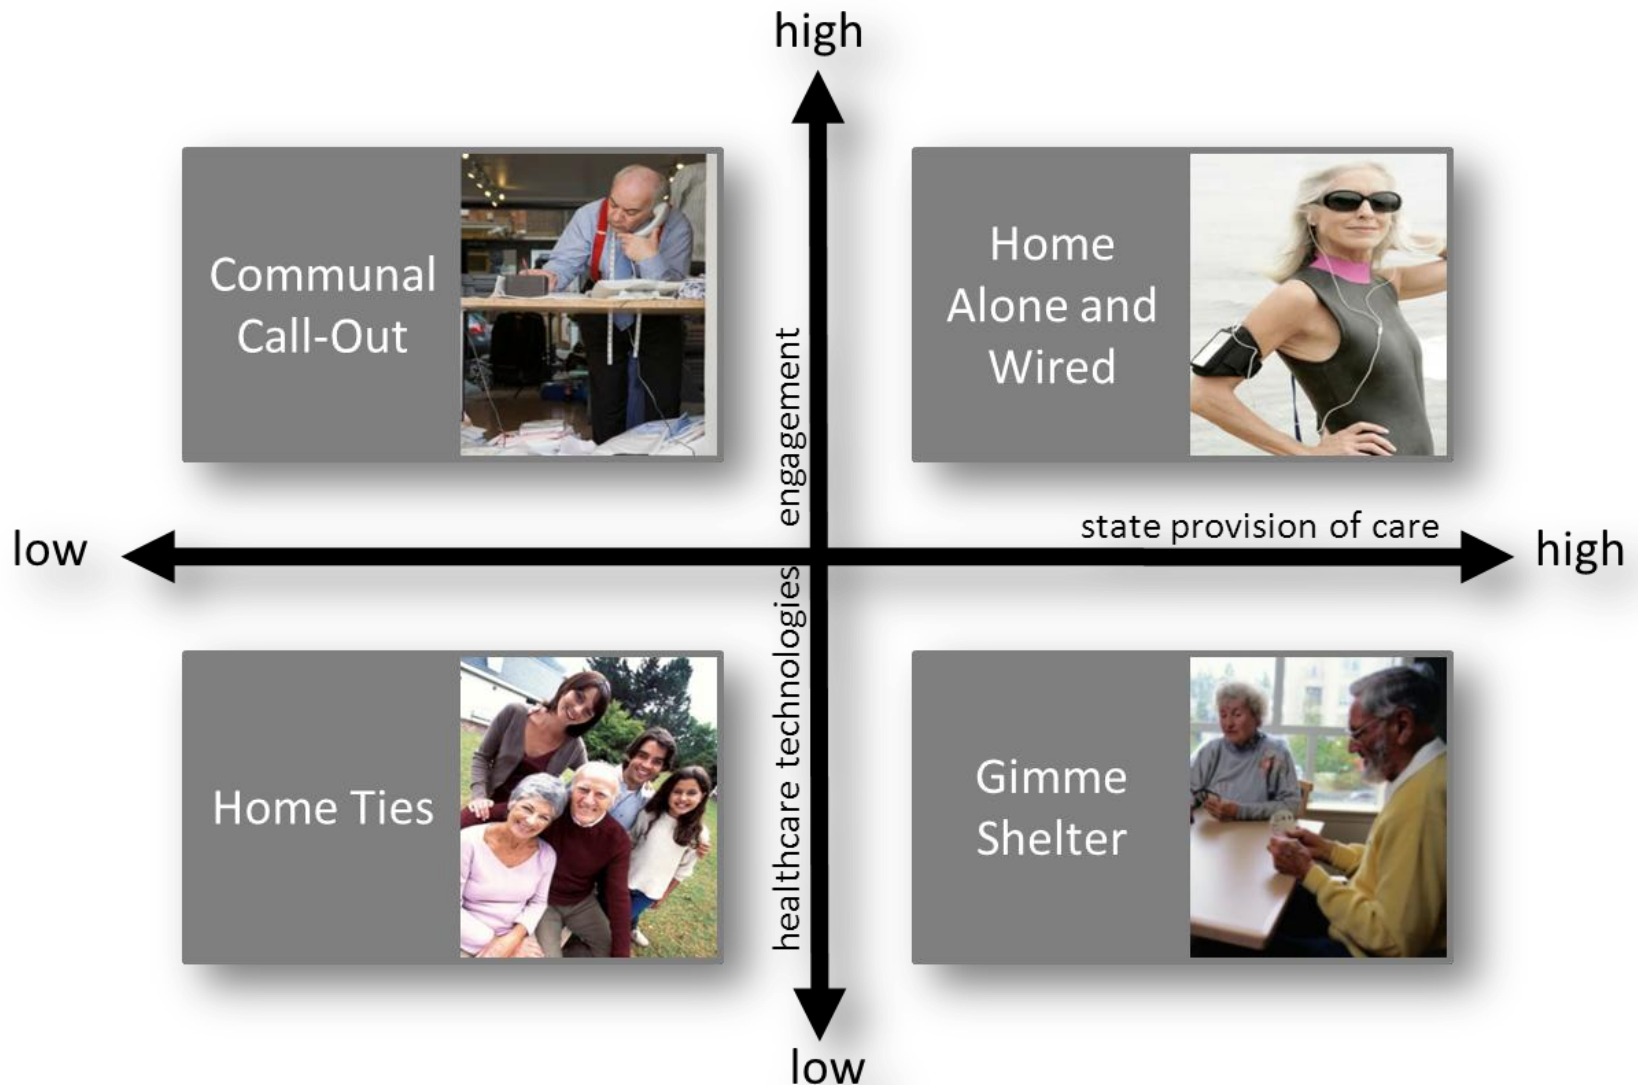 high
Communal
Call-Out
Home
Alone and
Wired
healthcare technologies engagement
state provision of care
low
high
Home Ties
Gimme
Shelter
low